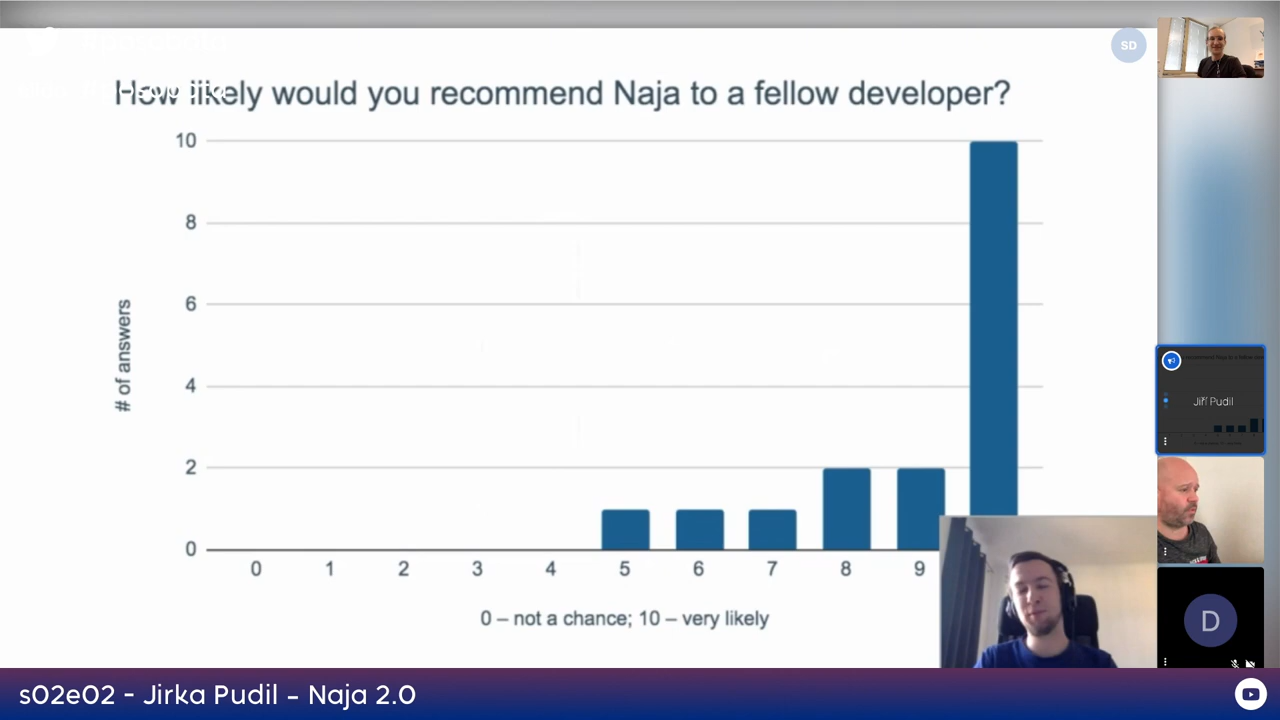 SD
How likely would you recommend Naja to a fellow developer?
10
8
6
4
2
0
# of answers
0 1 2 3 4 5 6 7 8 9
0 – not a chance; 10 – very likely
Jiří Pudil
D
s02e02 - Jirka Pudil - Naja 2.0